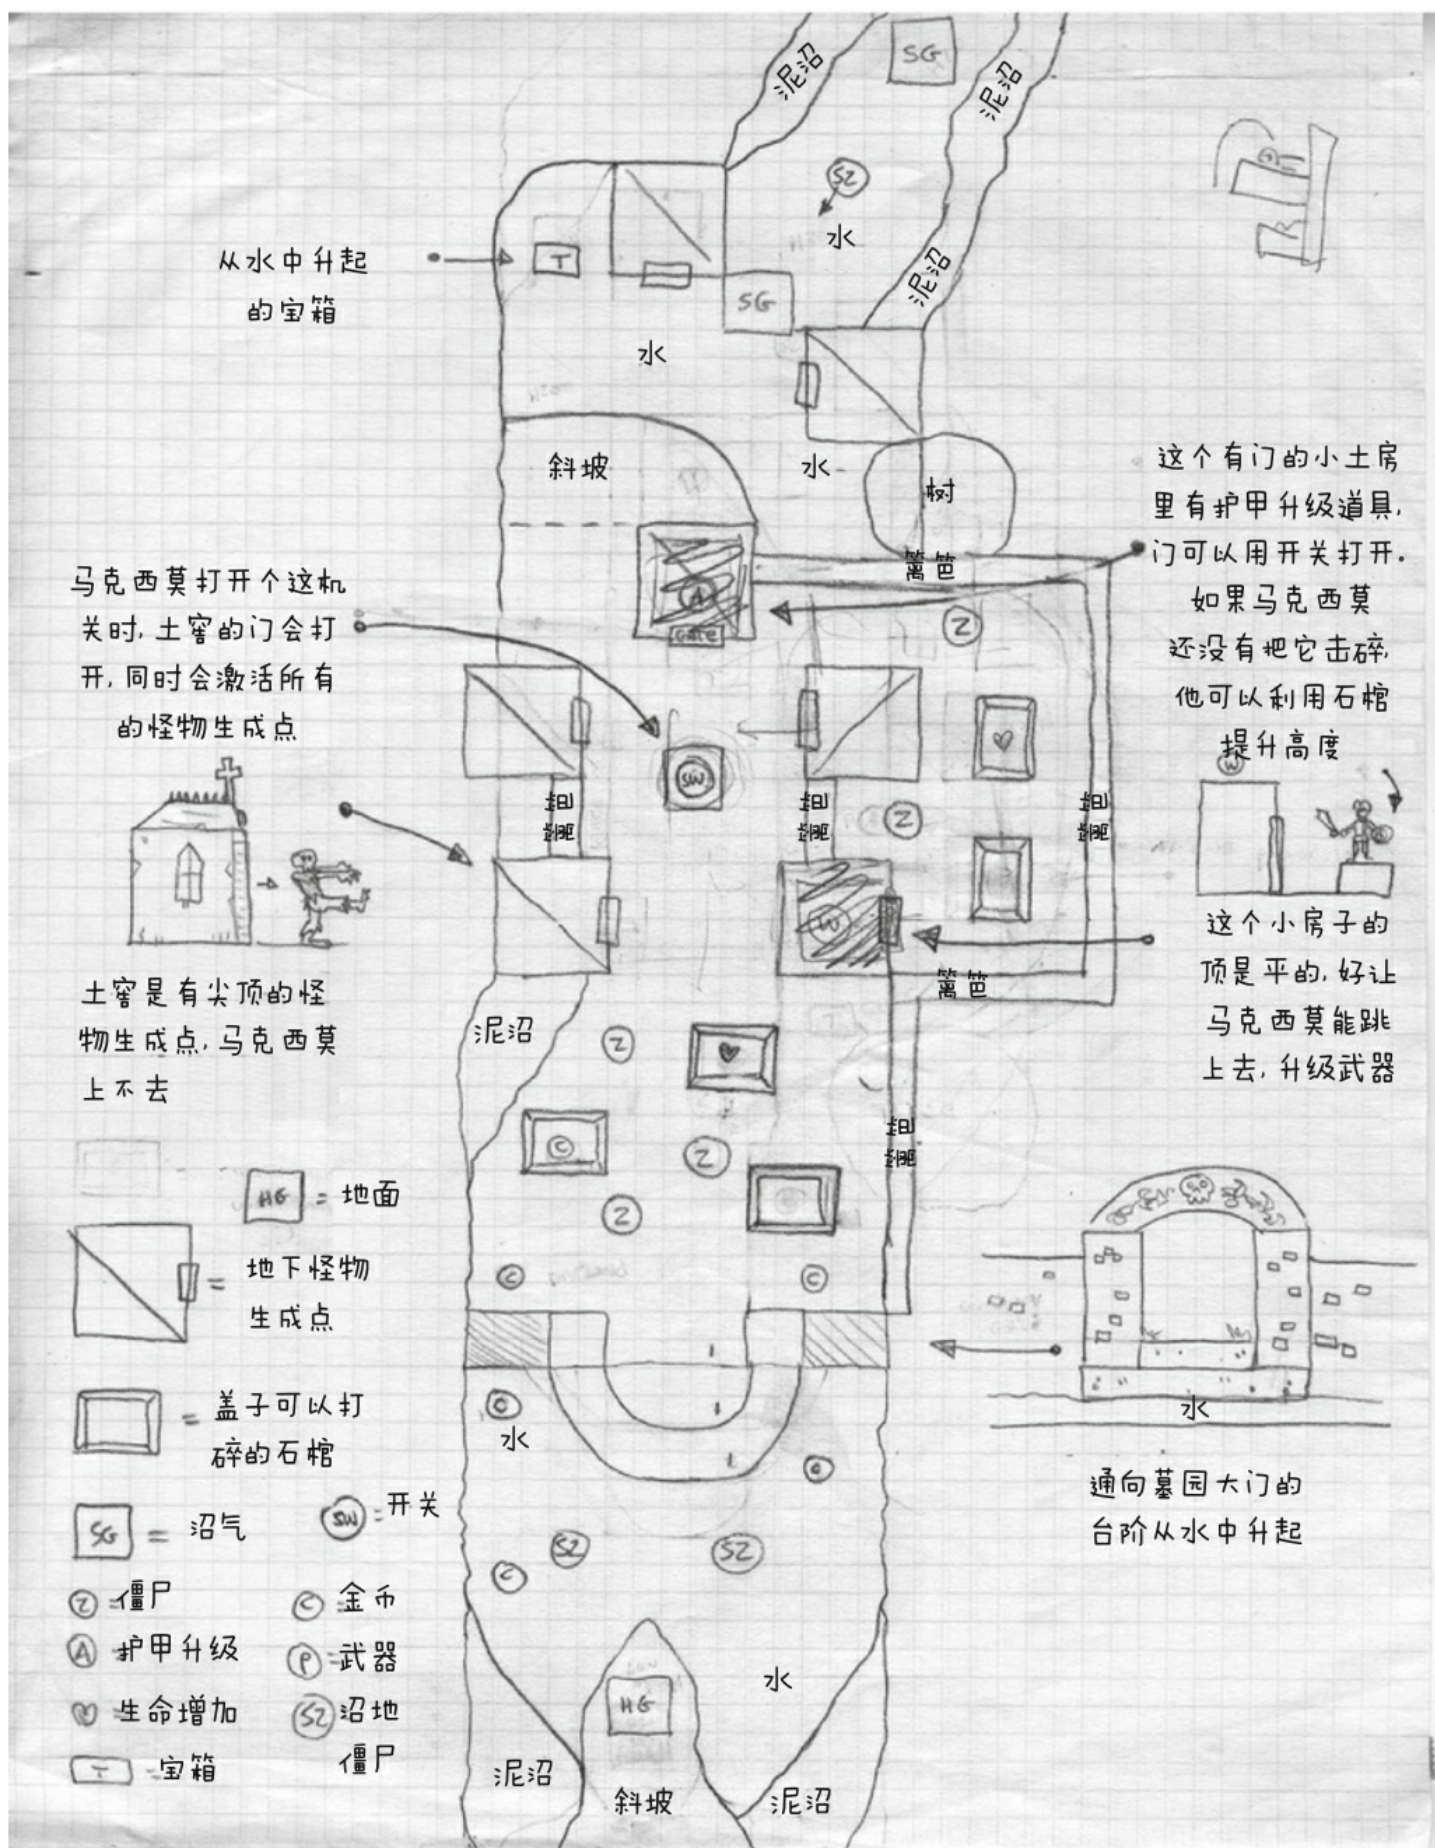 泥沼
SG
泥沼
SZ
水
从水中升起
的宝箱
T
泥沼
SG
水
斜坡
水
树
这个有门的小土房
里有护甲升级道具,
门可以用开关打开.
如果马克西莫
还没有把它击碎,
他可以利用石棺
提升高度
篱笆
A
GATE
Z
马克西莫打开个这机
关时, 土窖的门会打
开, 同时会激活所有
的怪物生成点
SW
W
篱笆
篱笆
篱笆
Z
W
这个小房子的
顶是平的, 好让
马克西莫能跳
上去, 升级武器
篱笆
土窖是有尖顶的怪
物生成点, 马克西莫
上不去
泥沼
Z
C
Z
篱笆
Z
C
C
HG = 地面
= 地下怪物
生成点
= 盖子可以打
碎的石棺
SG = 沼气
SW = 开关
Z = 僵尸
C = 金币
A = 护甲升级
P = 武器
= 生命增加
SZ = 沼地
僵尸
T = 宝箱
C
水
C
水
通向墓园大门的
台阶从水中升起
SZ
SZ
C
水
HG
泥沼
斜坡
泥沼